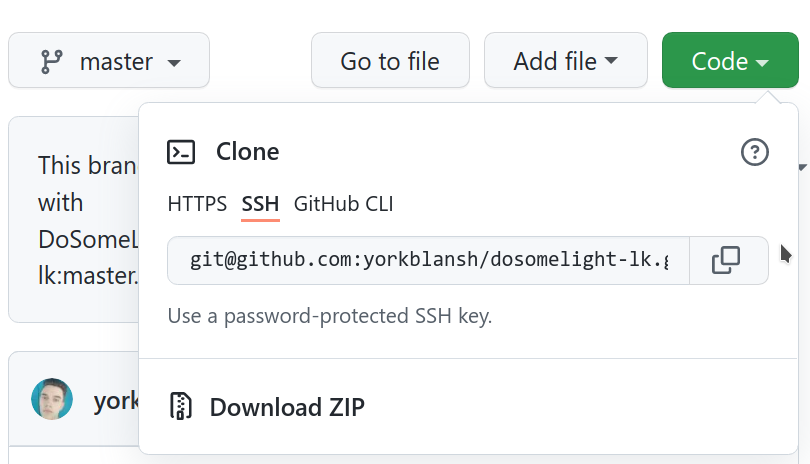 master
Go to file
Add file
Code
This bran
with
DoSomeL
lk:master.
Clone
HTTPS SSH GitHub CLI
git@github.com:yorkblansh/dosomelight-lk.g
Use a password-protected SSH key.
york
Download ZIP